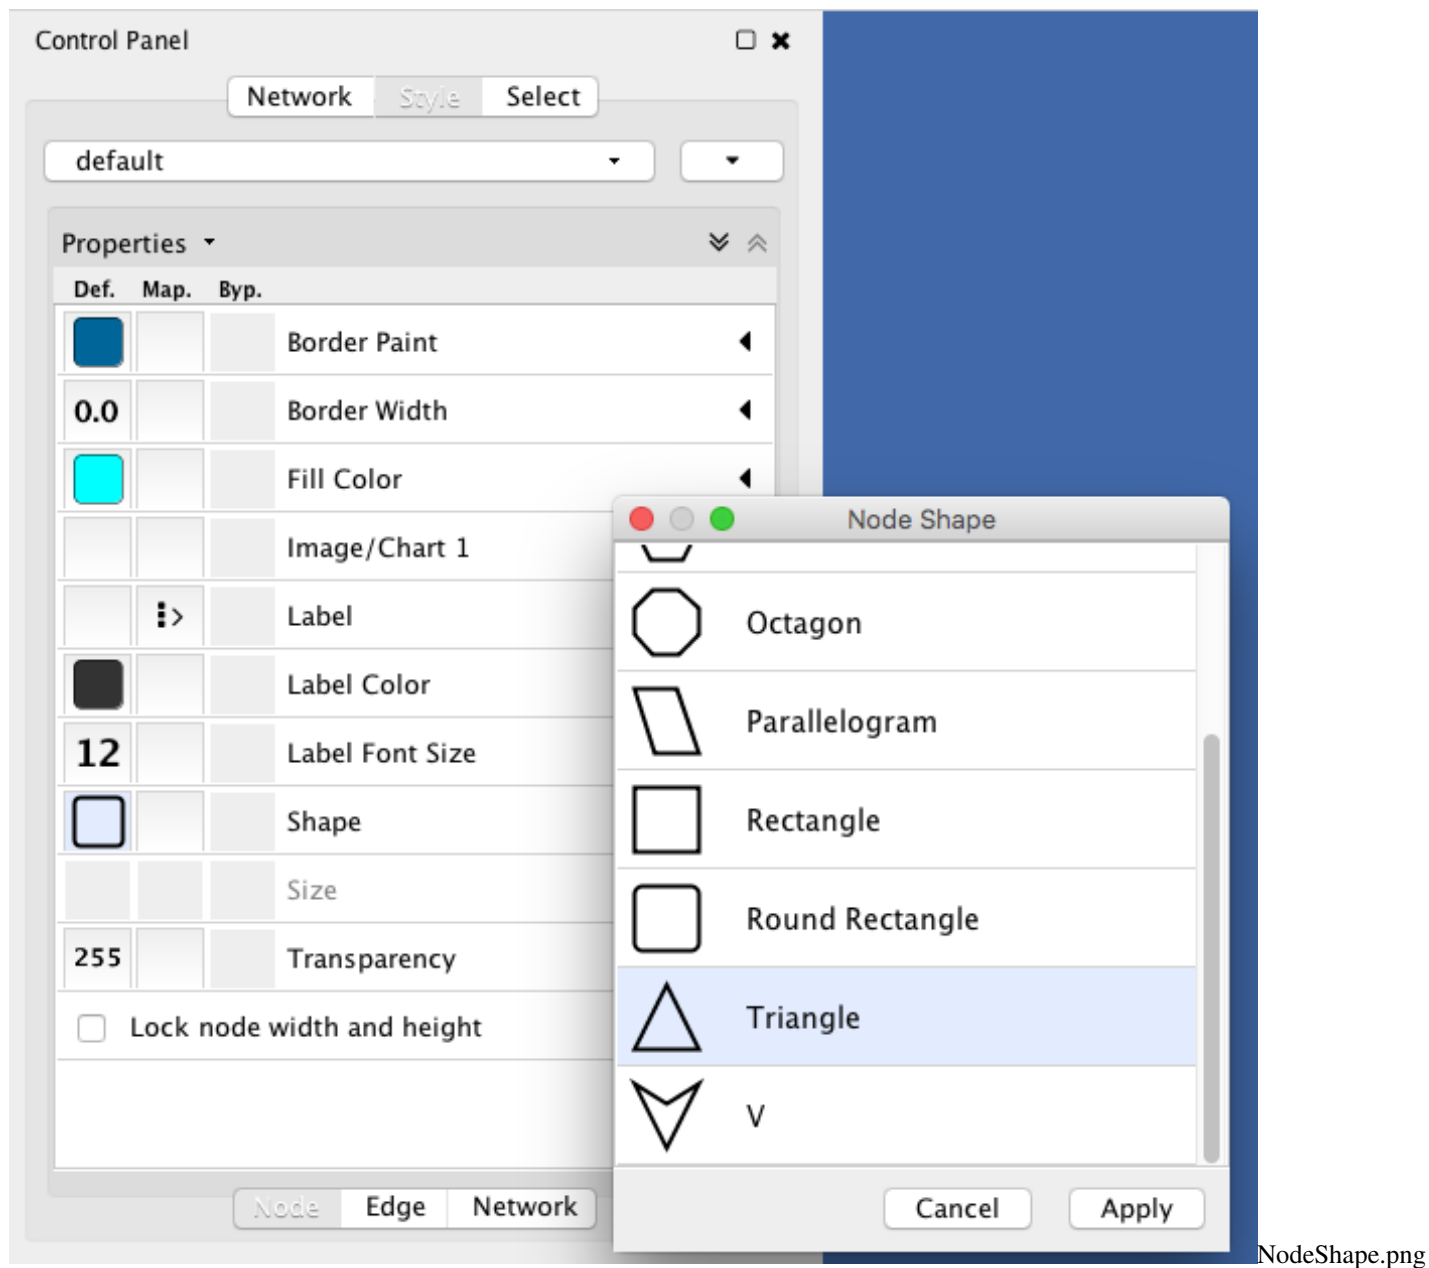 Control Panel
Network Style Select
default
Properties
Def. Map. Byp.
Border Paint
0.0 Border Width
Fill Color
Image/Chart 1
Label
Label Color
12 Label Font Size
Shape
Size
255 Transparency
Lock node width and height
Node Edge Network
Node Shape
Octagon
Parallelogram
Rectangle
Round Rectangle
Triangle
V
Cancel Apply
NodeShape.png